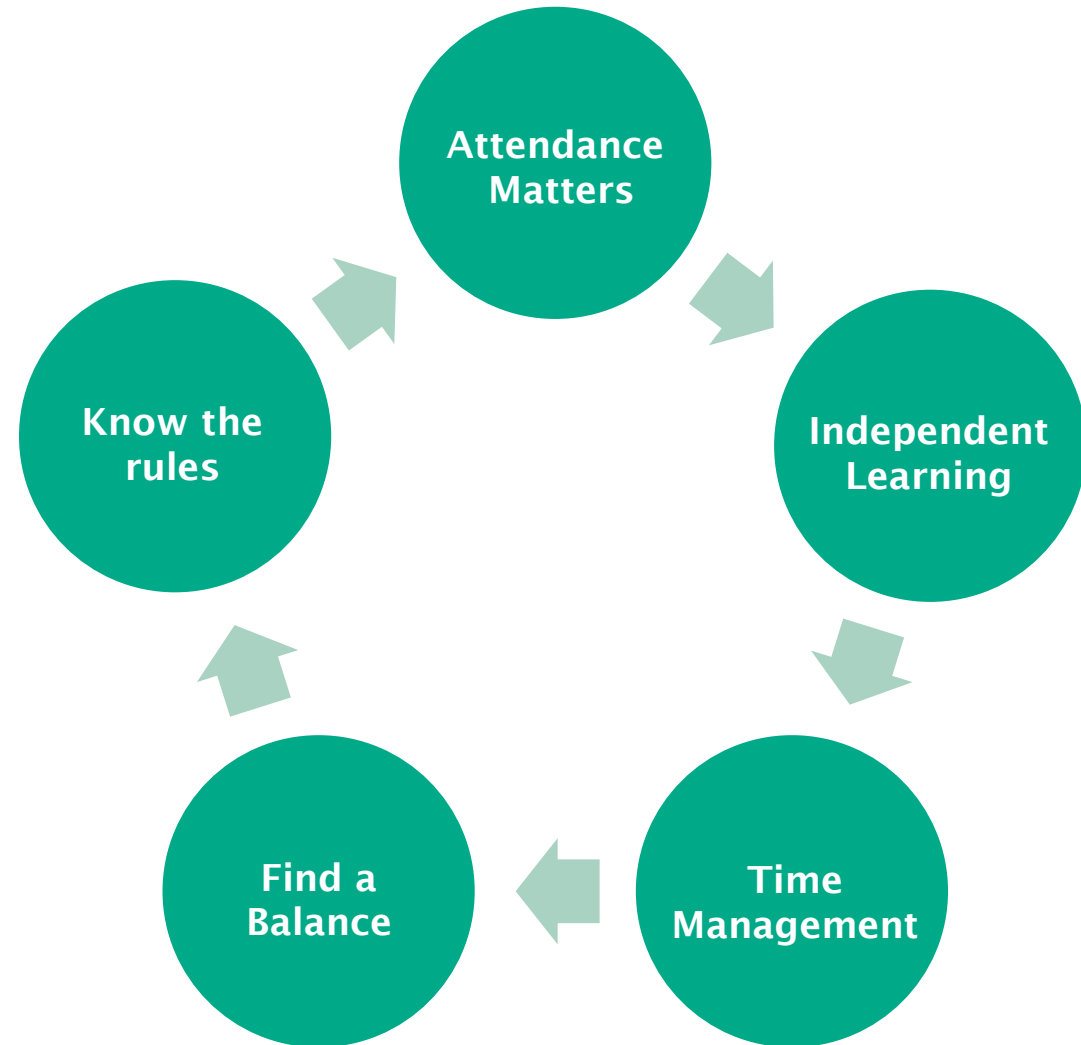 Attendance
Matters
Independent
Learning
Time
Management
Find a
Balance
Know the
rules